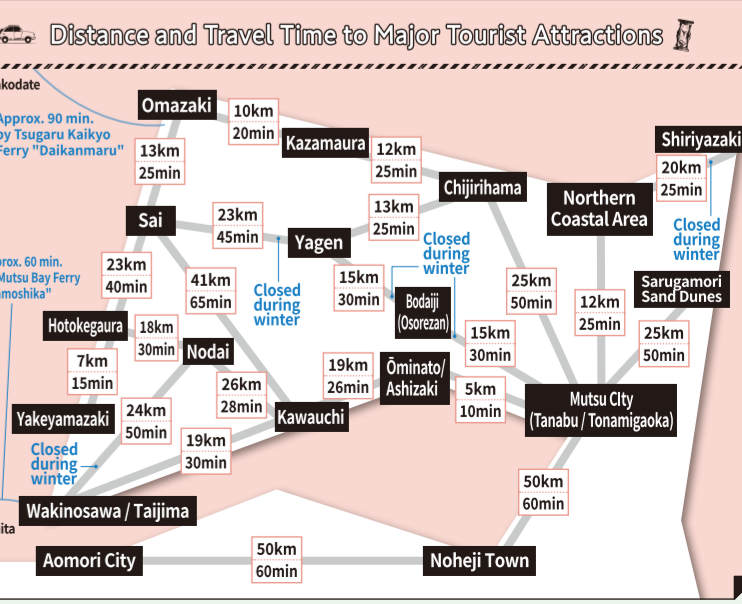 Distance and Travel Time to Major Tourist Attractions
kodate
Approx. 90 min.
by Tsugaru Kaikyo
Ferry "Daikanmaru"
Omazaki
10km
20min
Kazamaura
12km
25min
Shiriyazaki
20km
25min
13km
25min
Chijirihama
Northern
Coastal Area
Sai
23km
45min
13km
25min
Yagen
Closed
during
winter
Closed
during
winter
rox. 60 min.
Mutsu Bay Ferry
moshika"
23km
40min
41km
65min
Closed
during
winter
15km
30min
Bodaiji
(Osorezan)
25km
50min
12km
25min
Sarugamori
Sand Dunes
Hotokegaura
18km
30min
Nodai
15km
30min
25km
50min
7km
15min
26km
28min
19km
26min
Ōminato/
Ashizaki
5km
10min
Mutsu CIty
(Tanabu / Tonamigaoka)
Yakeyamazaki
24km
50min
Kawauchi
Closed
during
winter
19km
30min
50km
60min
Wakinosawa / Taijima
ita
Aomori City
50km
60min
Noheji Town